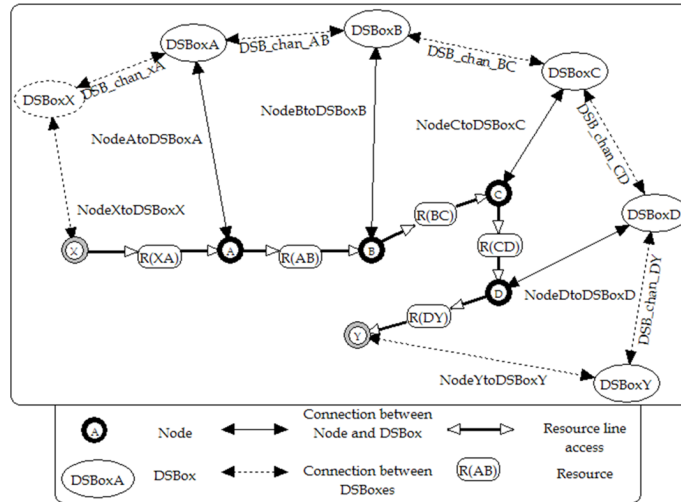 DSBoxB
DSBoxA
DSB_chan_AB
DSB_chan_BC
DSBoxC
DSB_chan_xA
DSBoxX
NodeAtoDSBoxA
NodeBtoDSBoxB
NodeCtoDSBoxC
DSB_chan_CD
NodeXtoDSBoxX
C
R(BC)
DSBoxD
X
R(XA)
A
R(AB)
B
R(CD)
D
NodeDtoDSBoxD
R(DY)
Y
DSB_chan_DY
NodeYtoDSBoxY
DSBoxY
A
Node
Connection between
Node and DSBox
Resource line
access
DSBoxA
DSBox
Connection between
DSBoxes
R(AB)
Resource